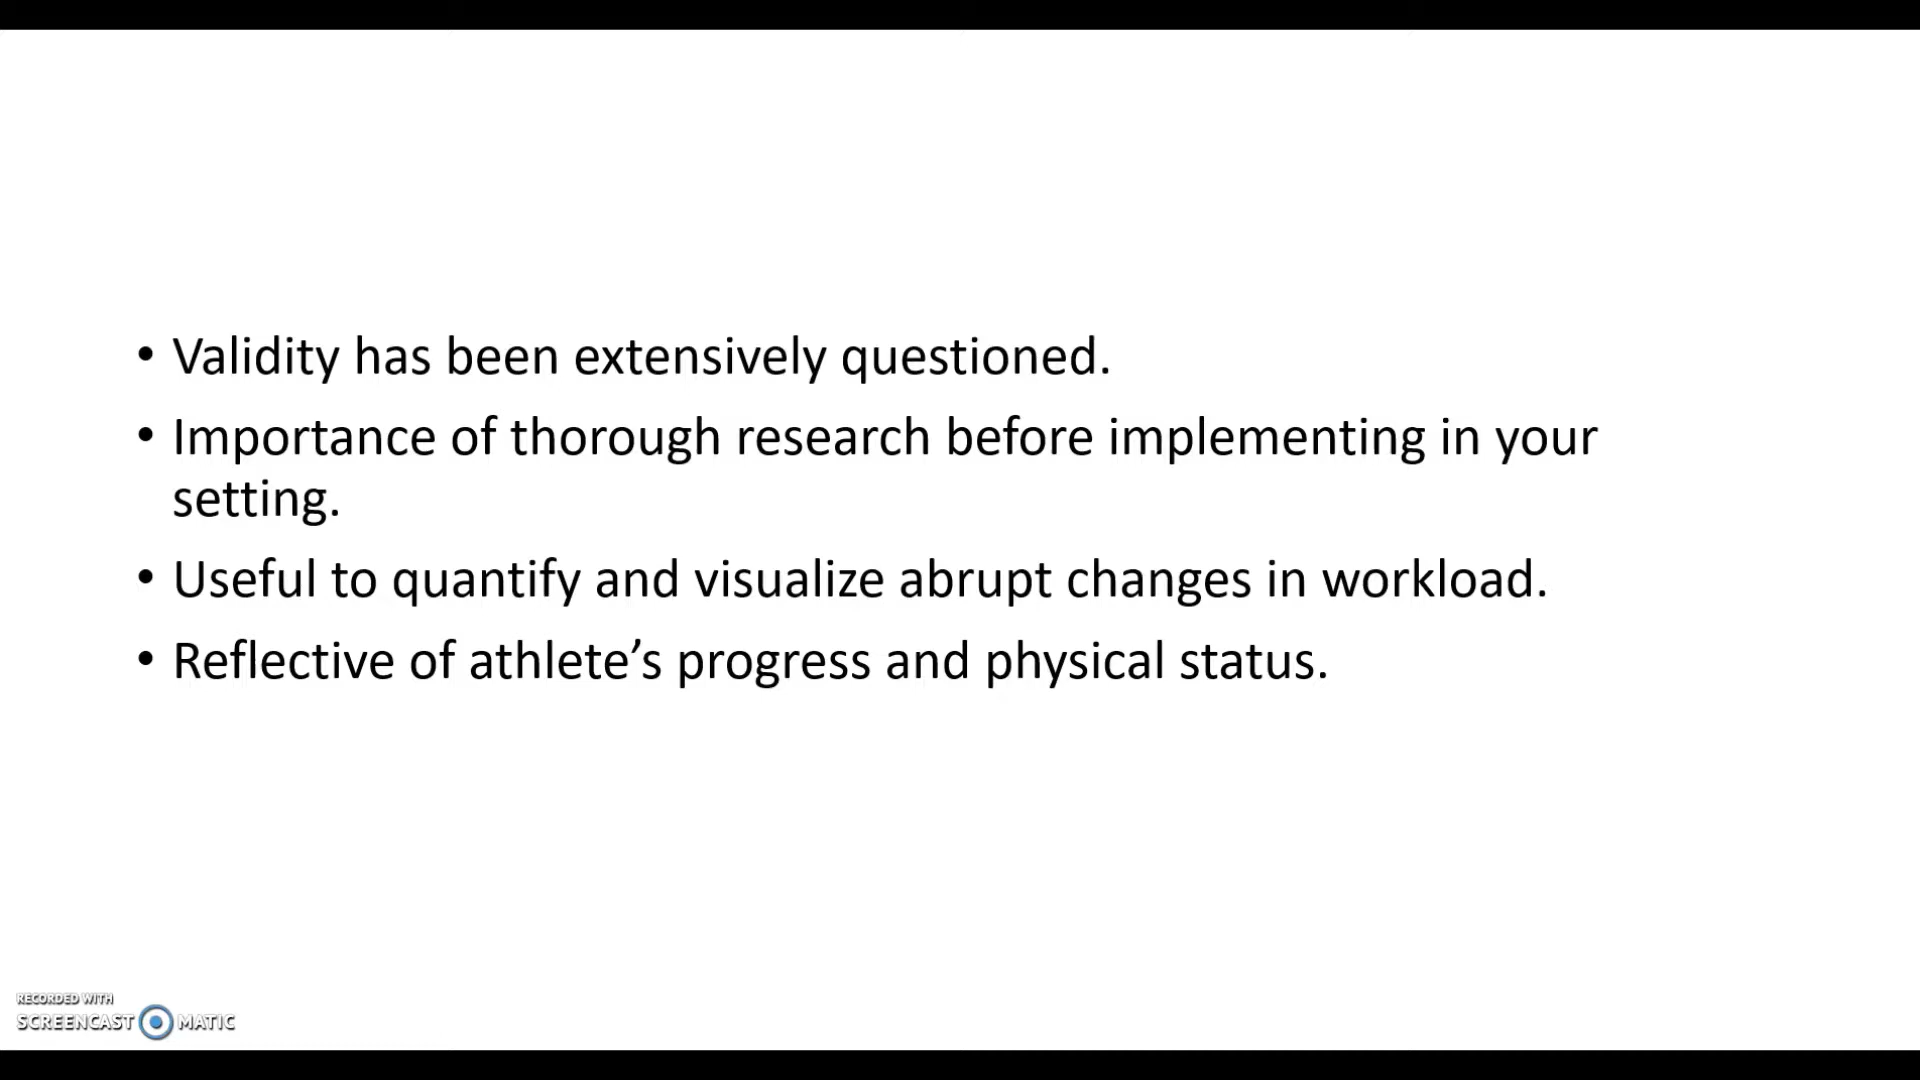 • Validity has been extensively questioned.
• Importance of thorough research before implementing in your
setting.
• Useful to quantify and visualize abrupt changes in workload.
• Reflective of athlete’s progress and physical status.
RECORDED WITH
SCREENCAST MATIC